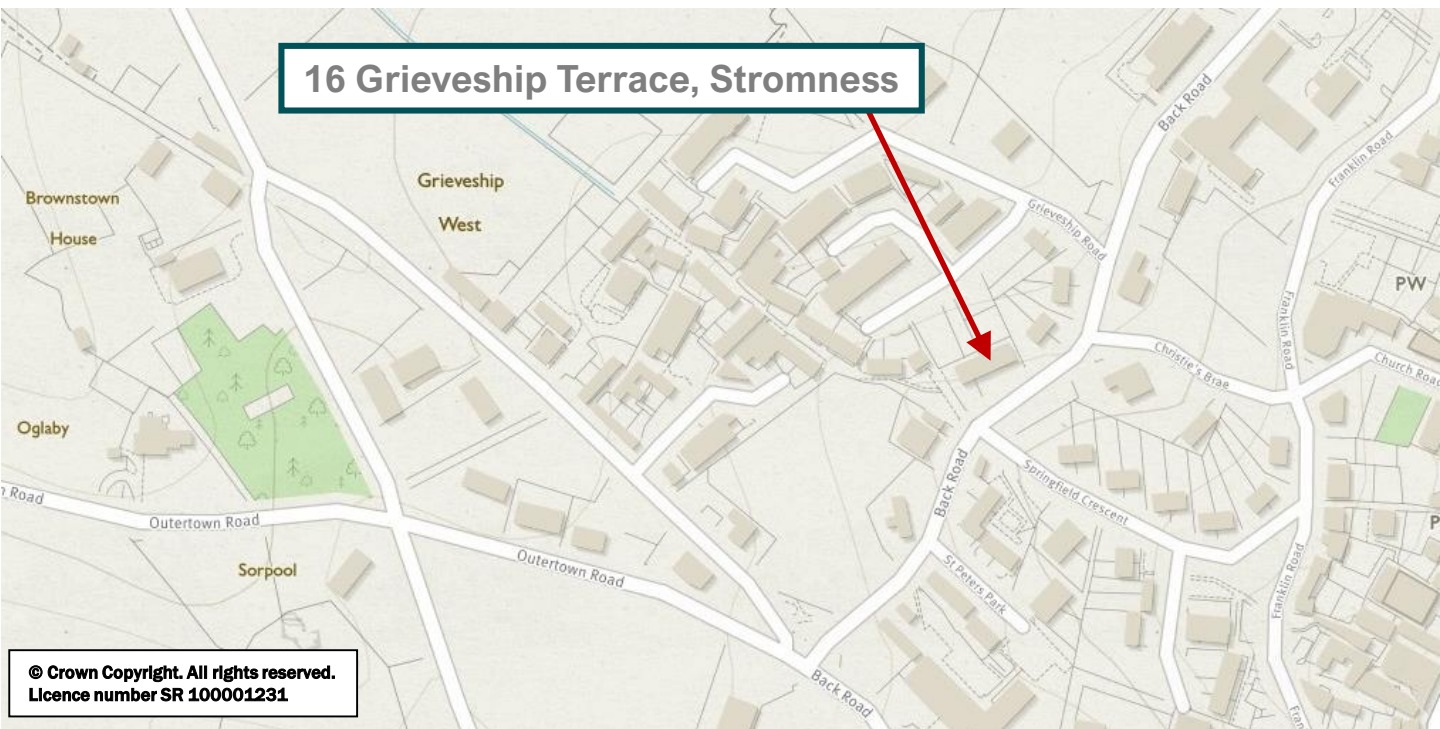 16 Grieveship Terrace, Stromness
Back Road
Franklin Road
Grieveship
West
Brownstown
House
Grieveship Road
PW
Franklin Road
Christie's Brae
Church Road
Oglaby
Back Road
Springfield Crescent
Road
Outertown Road
P
Outertown Road
Sorpool
St Peters Park
Franklin Road
Back Road
Fran
© Crown Copyright. All rights reserved.
Licence number SR 100001231